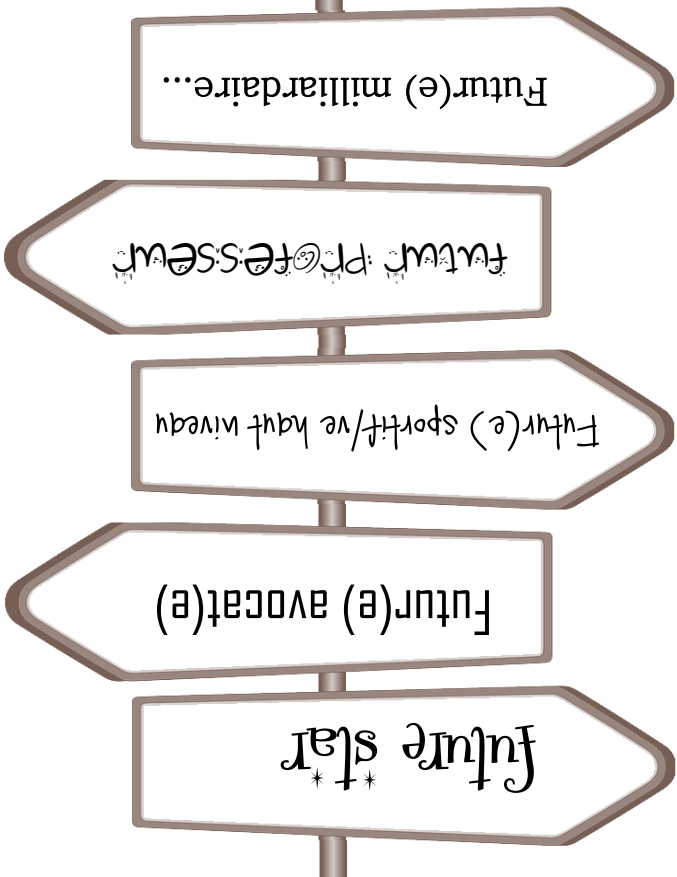 future star
Futur(e) avocat(e)
Futur(e) sportif/ve haut niveau
futur professeur
Futur(e) milliardaire...